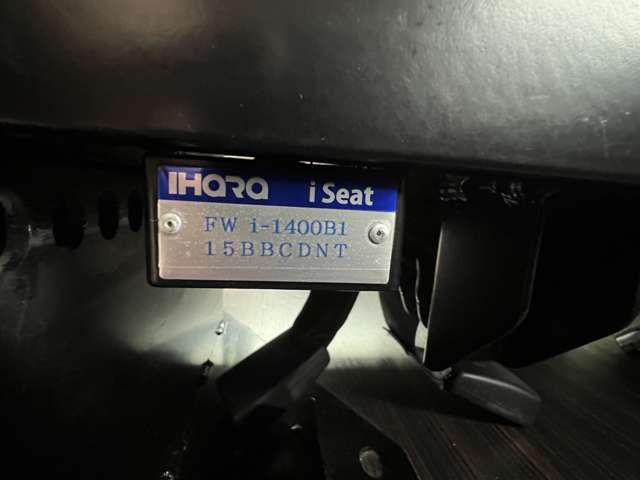 IHARA i Seat
FW i-1400B1
15BBCDNT